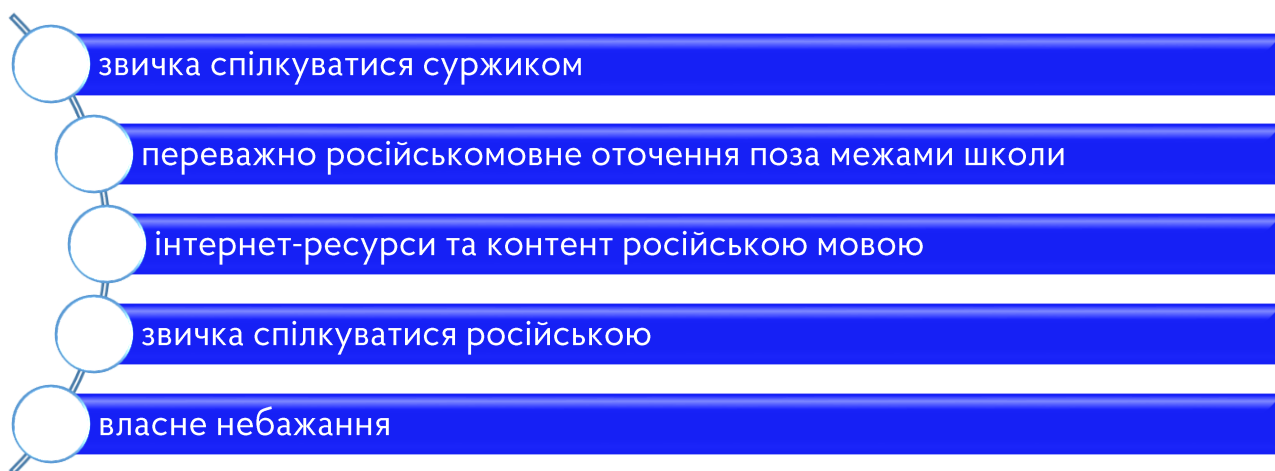 звичка спілкуватися суржиком
переважно російськомовне оточення поза межами школи
інтернет-ресурси та контент російською мовою
звичка спілкуватися російською
власне небажання